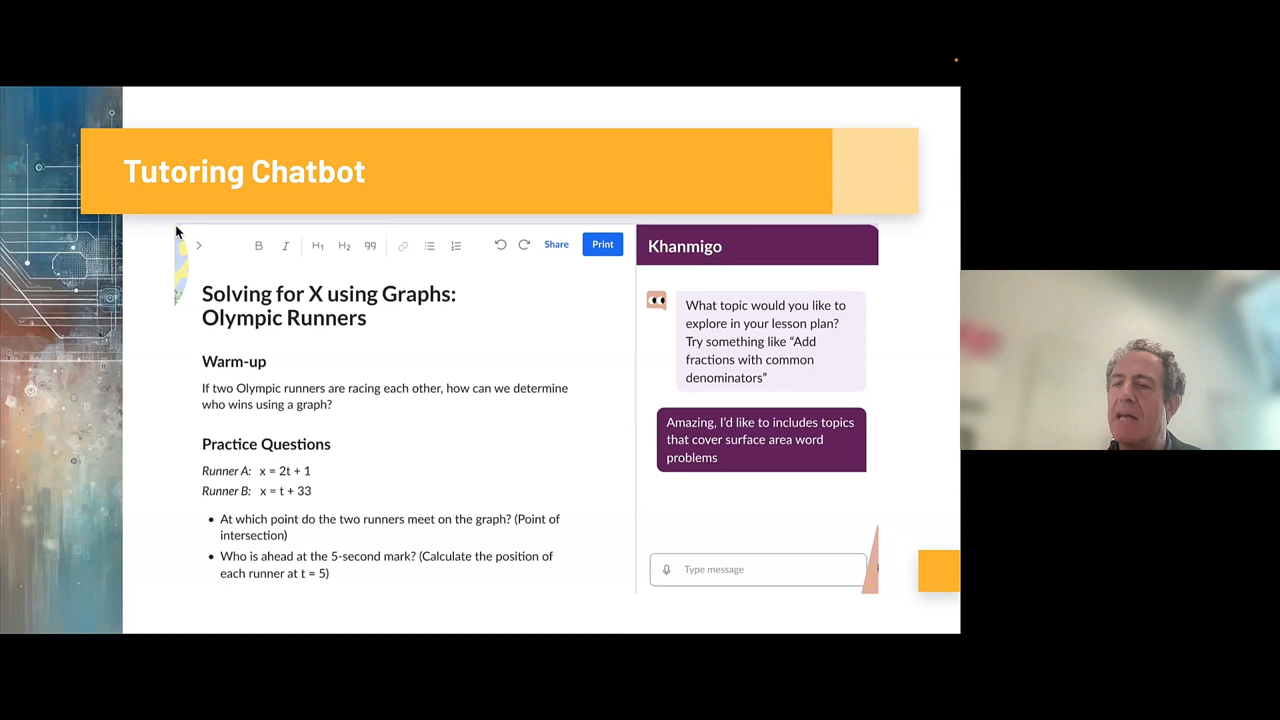 Tutoring Chatbot
B I H1 H2 Share Print
Solving for X using Graphs:
Olympic Runners
Warm-up
If two Olympic runners are racing each other, how can we determine
who wins using a graph?
Practice Questions
Runner A: x = 2t + 1
Runner B: x = t + 33
• At which point do the two runners meet on the graph? (Point of
intersection)
• Who is ahead at the 5-second mark? (Calculate the position of
each runner at t = 5)
Khanmigo
What topic would you like to
explore in your lesson plan?
Try something like “Add
fractions with common
denominators”
Amazing, I’d like to includes topics
that cover surface area word
problems
Type message